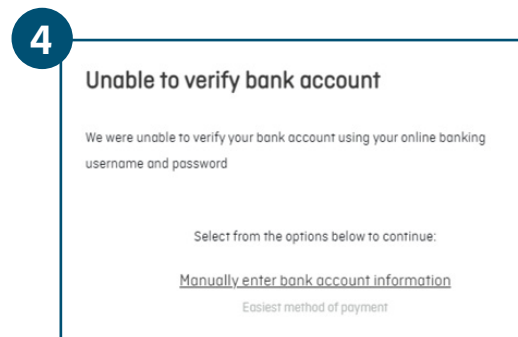 4
Unable to verify bank account
We were unable to verify your bank account using your online banking
username and password
Select from the options below to continue:
Manually enter bank account information
Easiest method of payment